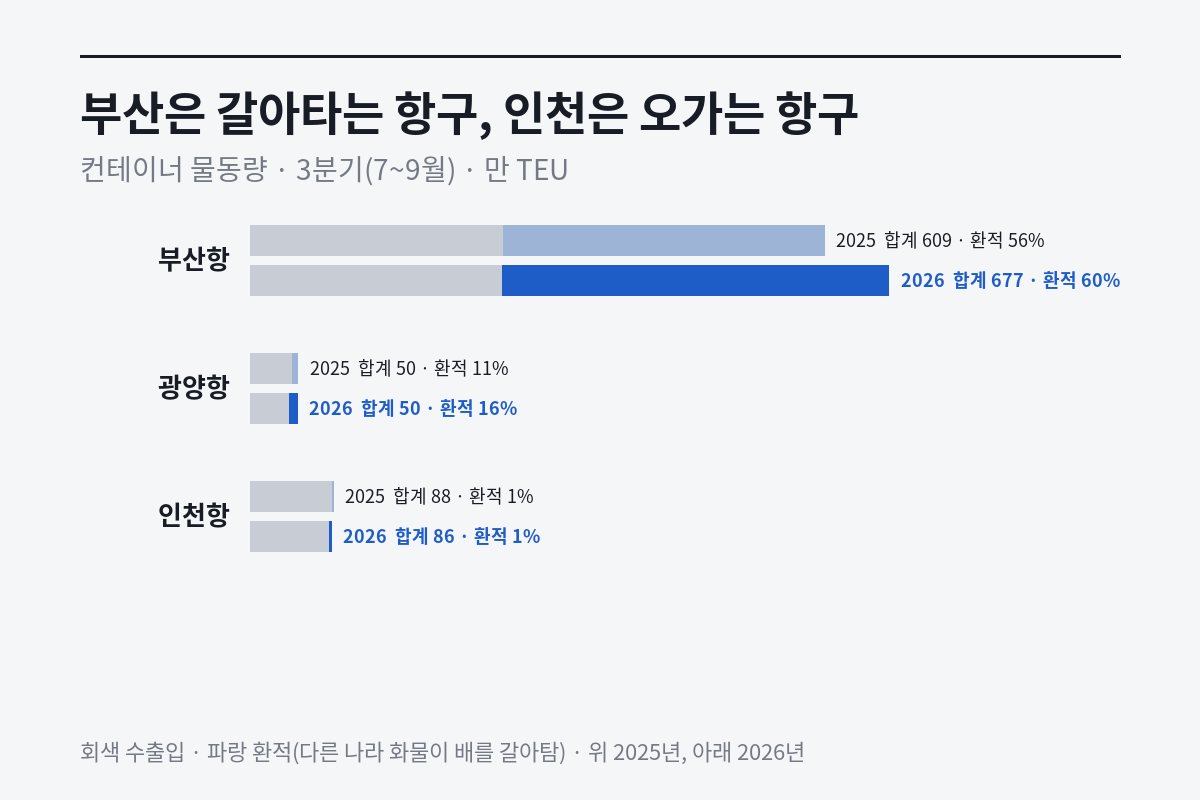 부산은 갈아타는 항구, 인천은 오가는 항구
컨테이너 물동량 · 3분기(7~9월) · 만 TEU
부산항
2025 합계 609 · 환적 56%
2026 합계 677 · 환적 60%
광양항
2025 합계 50 · 환적 11%
2026 합계 50 · 환적 16%
인천항
2025 합계 88 · 환적 1%
2026 합계 86 · 환적 1%
회색 수출입 · 파랑 환적(다른 나라 화물이 배를 갈아탐) · 위 2025년, 아래 2026년